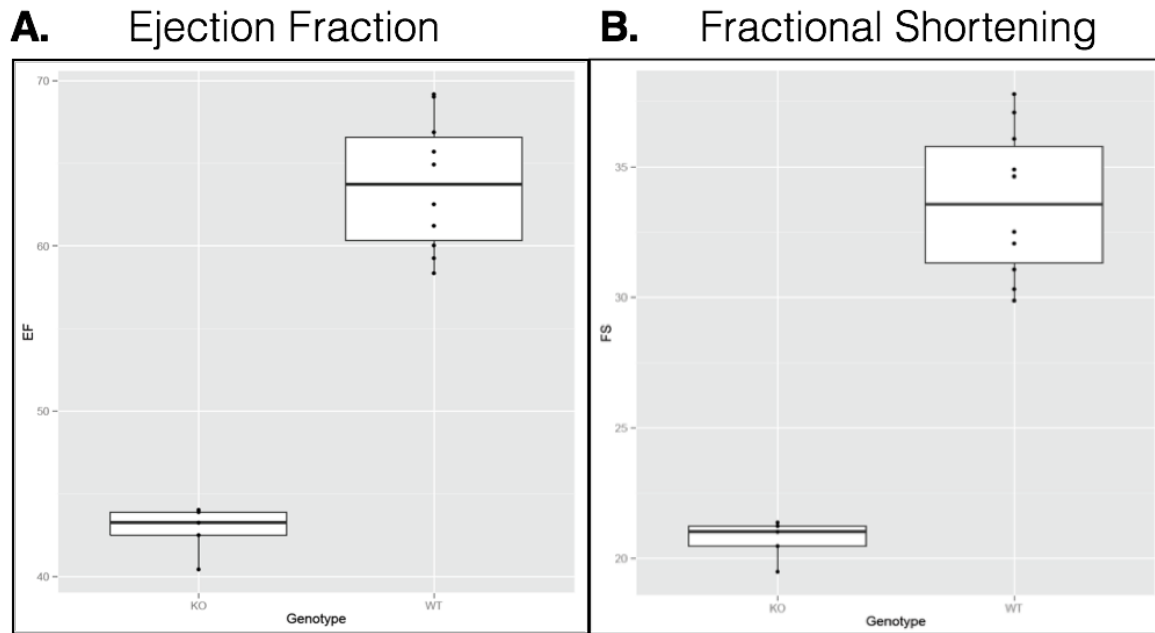 A. Ejection Fraction
70
60
50
40
EF
KO WT
Genotype
B. Fractional Shortening
35
30
25
20
FS
KO WT
Genotype